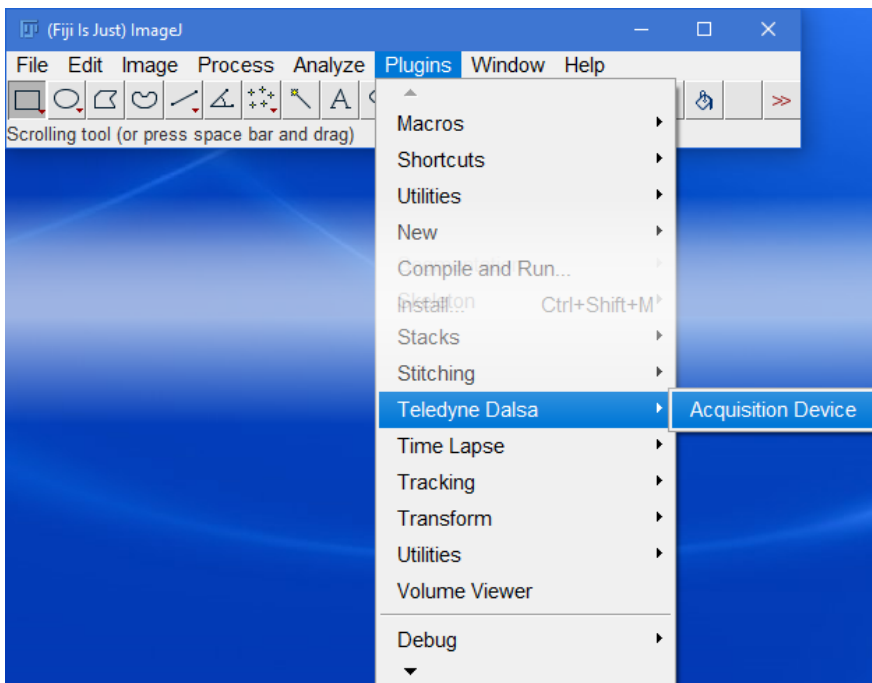 (Fiji Is Just) ImageJ
File Edit Image Process Analyze Plugins Window Help
A
Scrolling tool (or press space bar and drag)
Macros
Shortcuts
Utilities
New
Compile and Run...
Install... Ctrl+Shift+M
Skeleton
Stacks
Stitching
Teledyne Dalsa Acquisition Device
Time Lapse
Tracking
Transform
Utilities
Volume Viewer
Debug